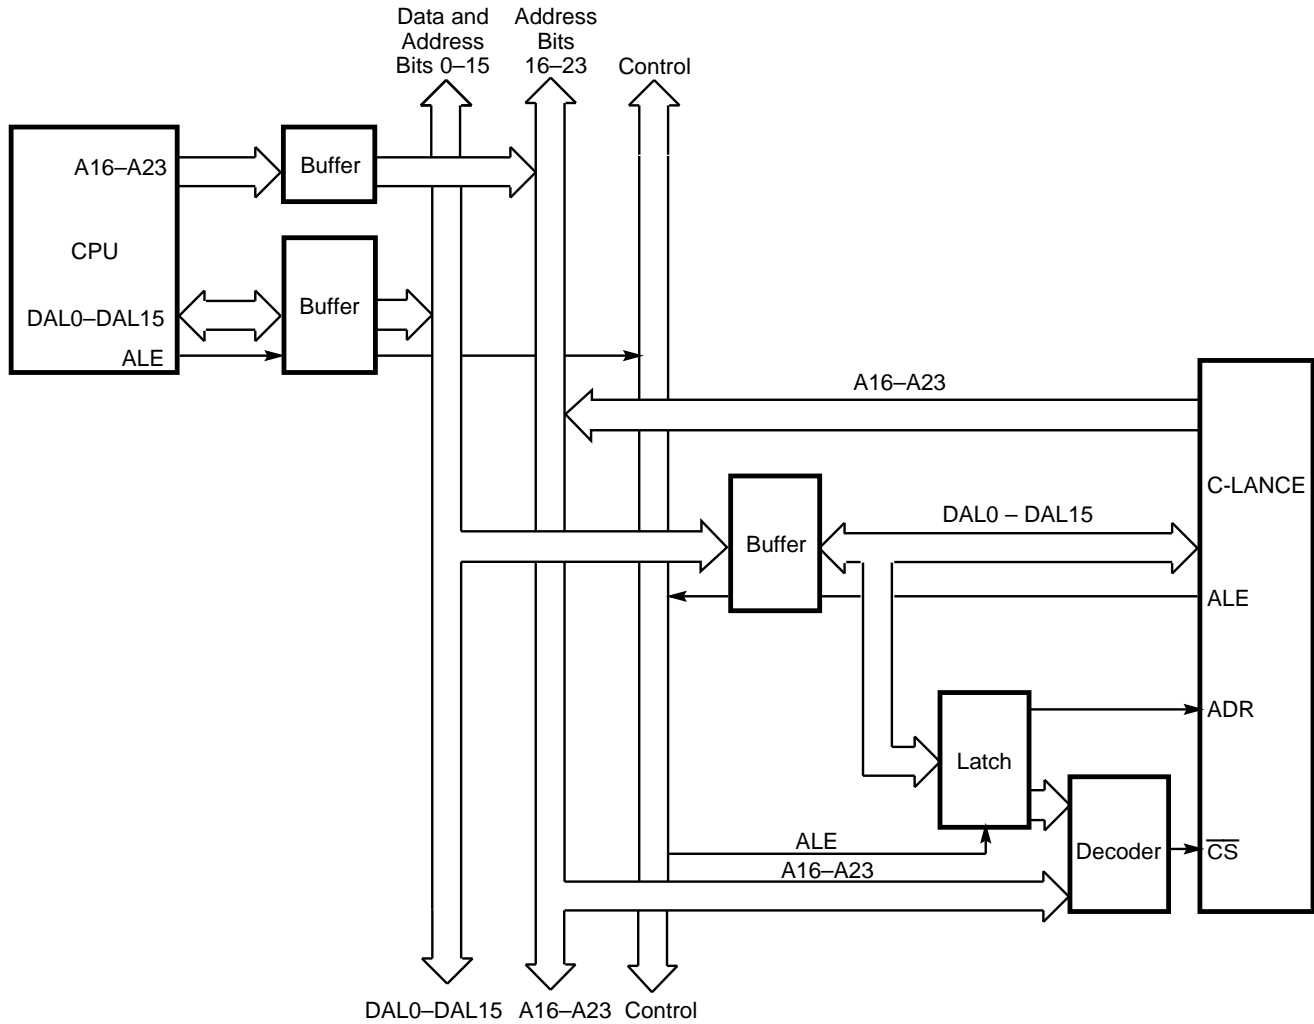 Data and
Address
Bits 0–15
Address
Bits
16–23
Control
A16–A23
Buffer
CPU
DAL0–DAL15
Buffer
ALE
A16–A23
C-LANCE
DAL0 – DAL15
Buffer
ALE
ADR
Latch
ALE
Decoder
CS
A16–A23
DAL0–DAL15
A16–A23
Control